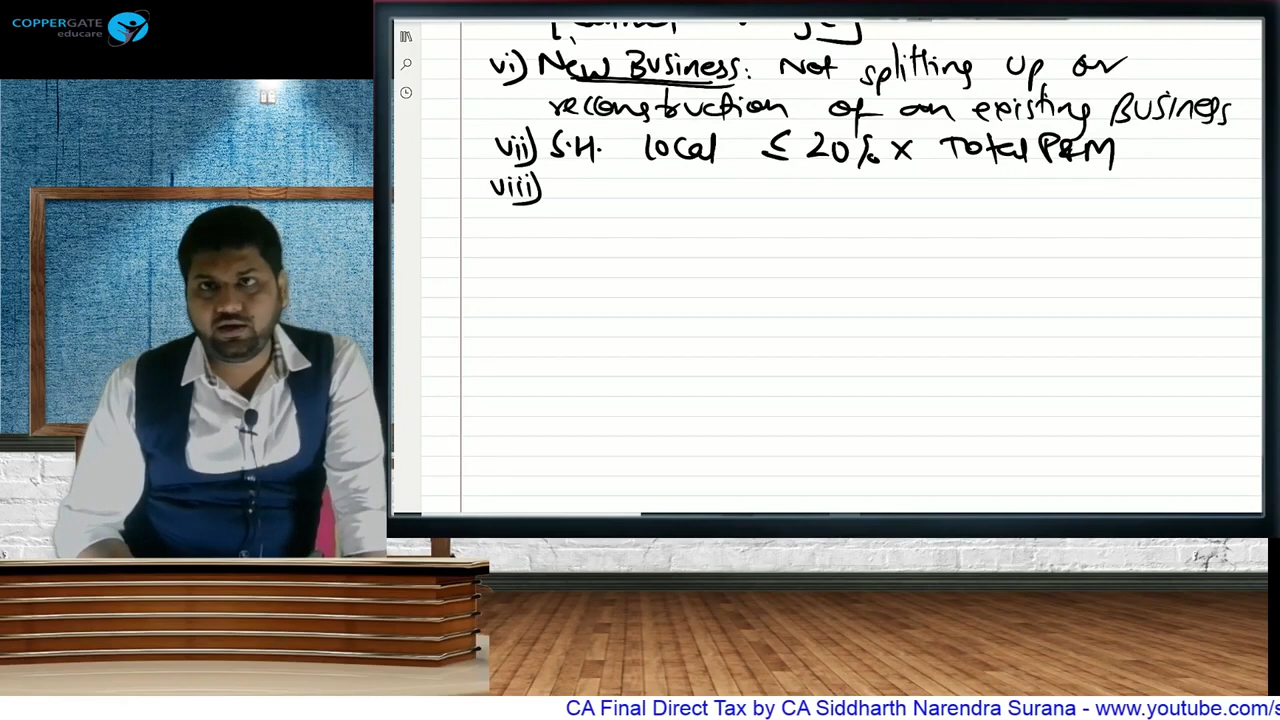 COPPERGATE
educare
vi) New Business: Not splitting up or
reconstruction of an existing Business
vii) S.H. local ≤ 20% x Total P&M
viii)
CA Final Direct Tax by CA Siddharth Narendra Surana - www.youtube.com/s